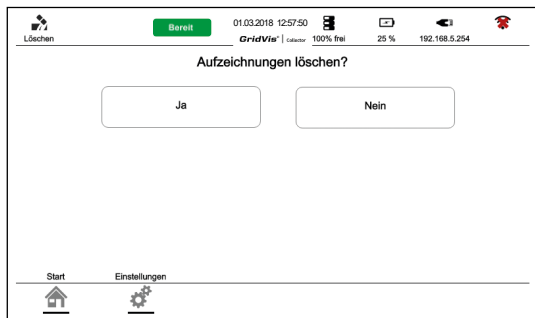 Bereit
01.03.2018 12:57:50
Löschen
GridVis® | Collector
100% frei
25 %
192.168.5.254
Aufzeichnungen löschen?
Ja
Nein
Start
Einstellungen